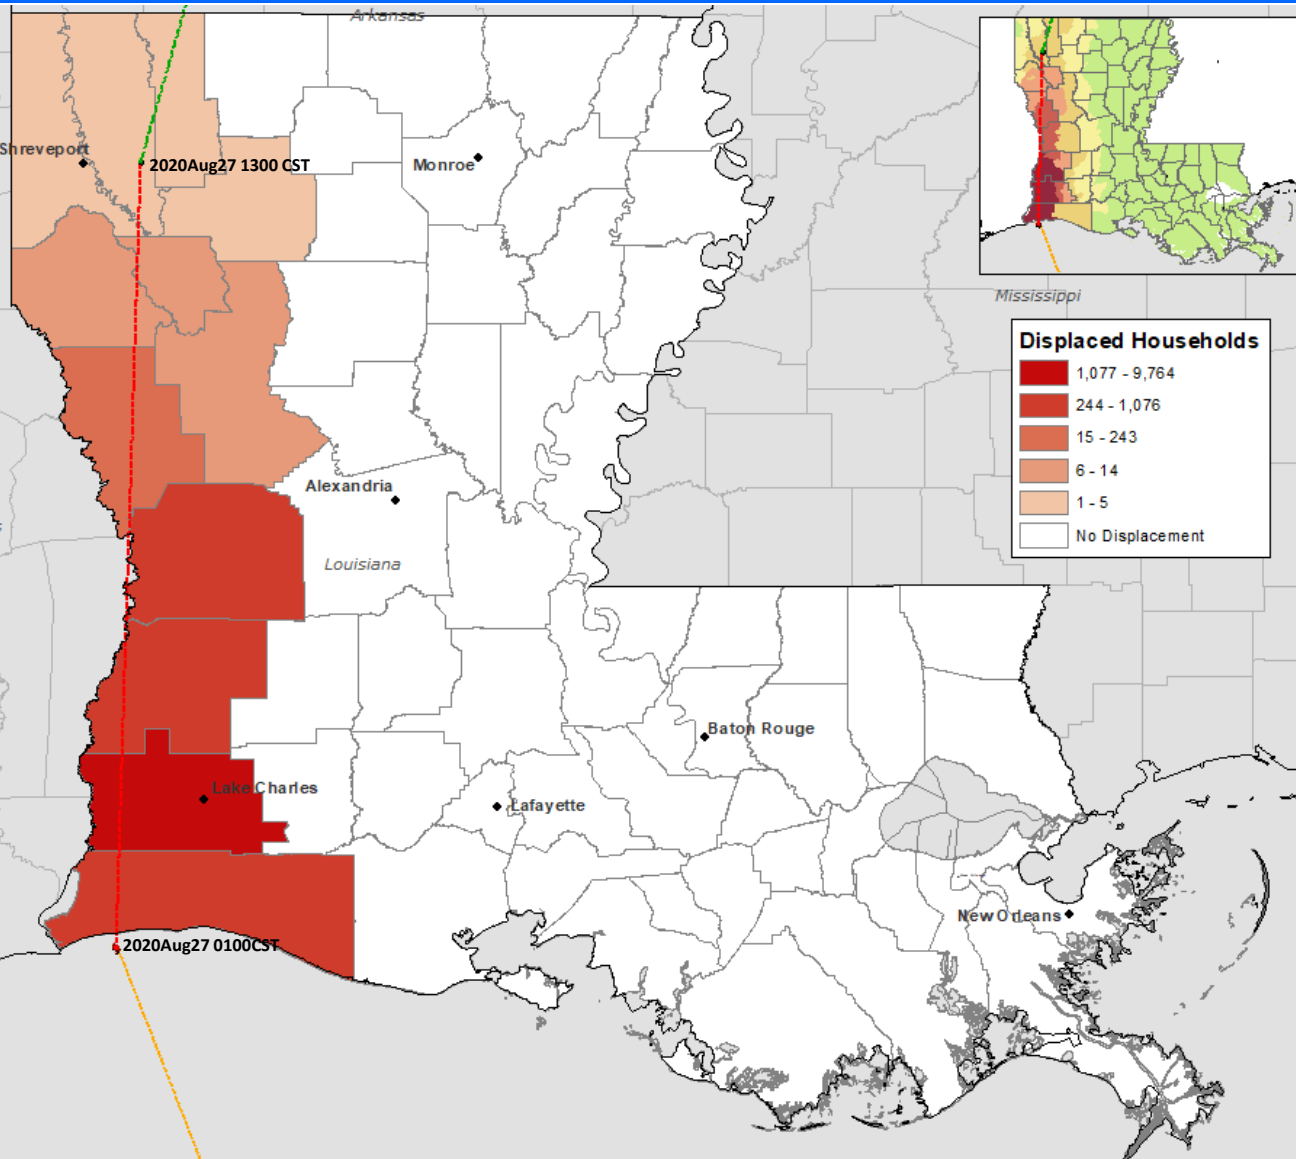 Arkansas
Shreveport
2020Aug27 1300 CST
Monroe
Mississippi
Displaced Households
1,077 - 9,764
244 - 1,076
15 - 243
6 - 14
1 - 5
No Displacement
Alexandria
Louisiana
Baton Rouge
Lake Charles
Lafayette
New Orleans
2020Aug27 0100CST